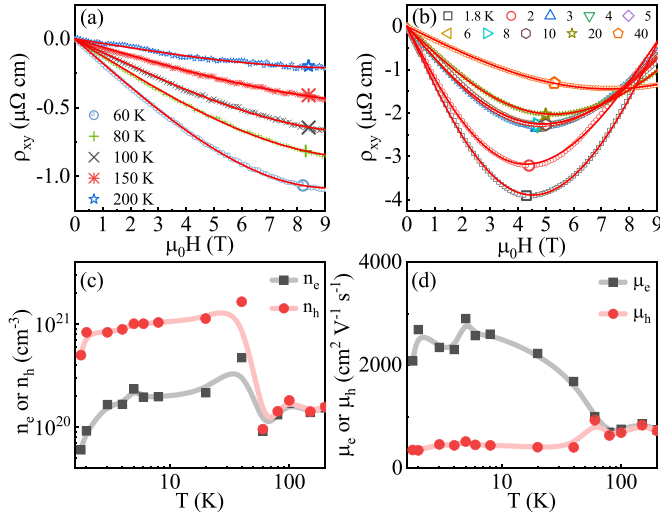 (a)
0.0
-0.5
-1.0
ρxy (μΩ cm)
60 K
80 K
100 K
150 K
200 K
0 1 2 3 4 5 6 7 8 9
μ0H (T)
(b)
1.8 K 2 3 4 5
6 8 10 20 40
0
-1
-2
-3
-4
ρxy (μΩ cm)
0 1 2 3 4 5 6 7 8 9
μ0H (T)
(c)
ne
nh
10²¹
10²⁰
ne or nh (cm⁻³)
10 100
T (K)
(d)
μe
μh
4000
2000
0
μe or μh (cm² V⁻¹ s⁻¹)
10 100
T (K)